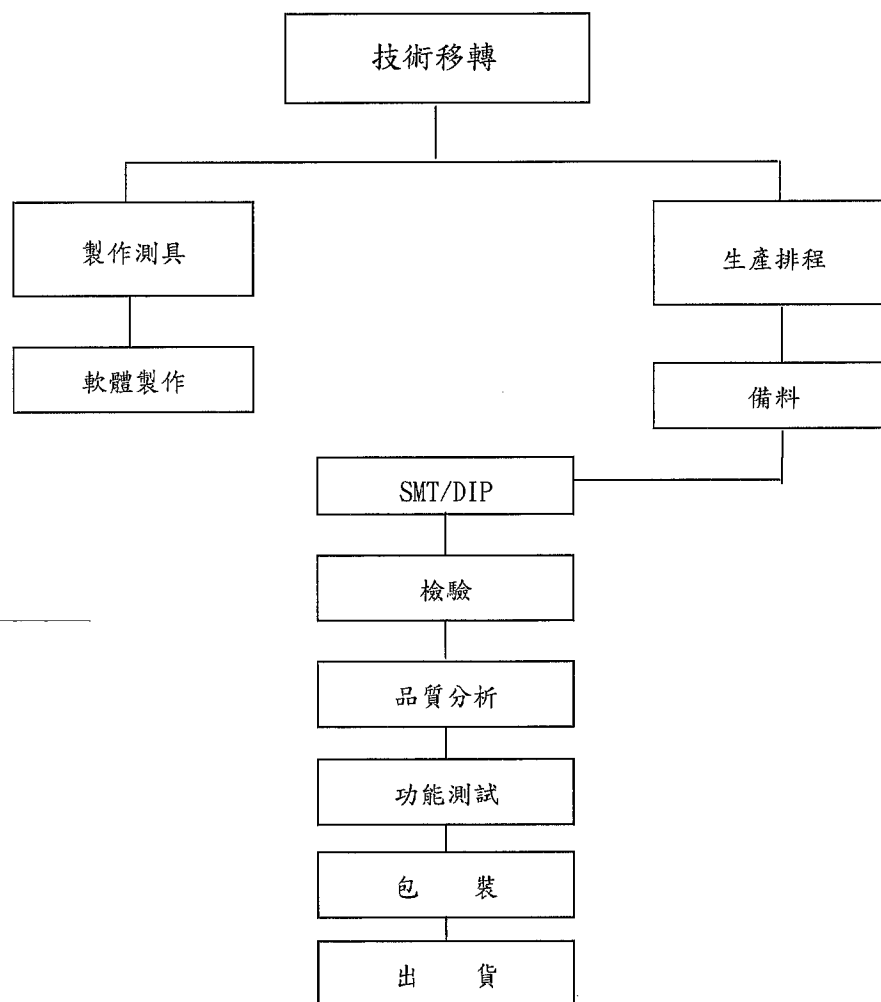 技術移轉
製作測具
生產排程
軟體製作
備料
SMT/DIP
檢驗
品質分析
功能測試
包 裝
出 貨